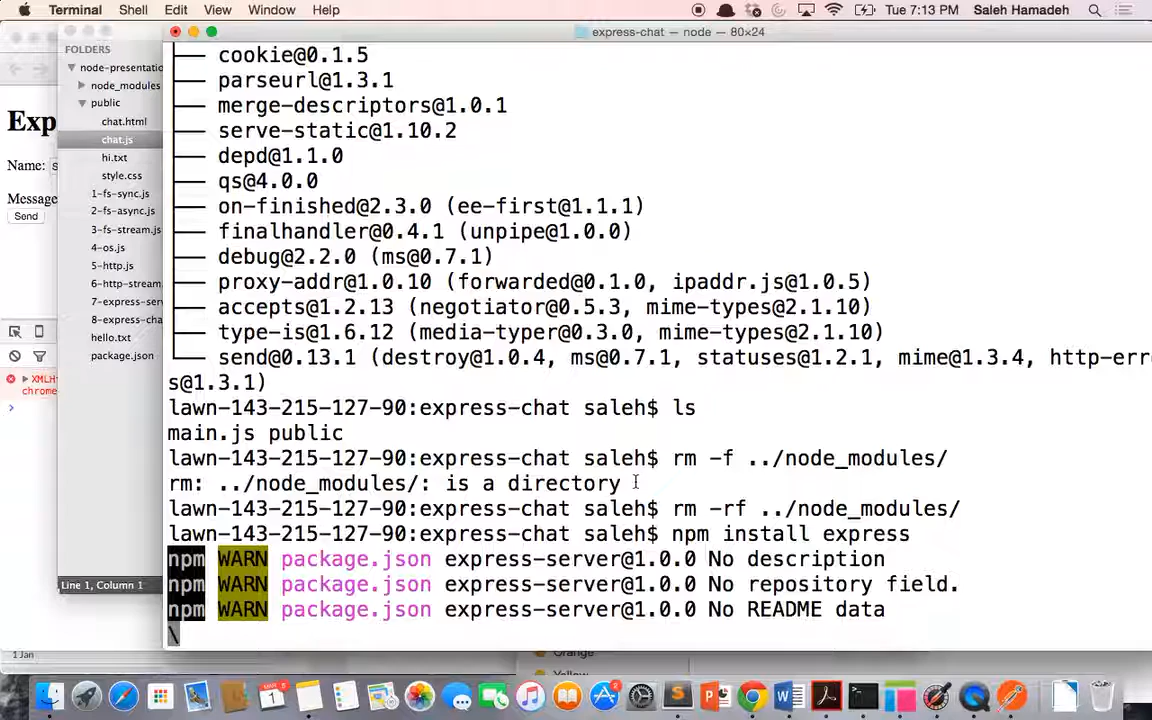 Terminal Shell Edit View Window Help Tue 7:13 PM Saleh Hamadeh
express-chat — node — 80×24
FOLDERS
node-presentatio
node_modules
public
chat.html
chat.js
hi.txt
style.css
1-fs-sync.js
2-fs-async.js
3-fs-stream.js
4-os.js
5-http.js
6-http-stream
7-express-serv
8-express-cha
hello.txt
package.json
Line 1, Column 1
Exp
Name: s
Message
Send
XMLH
chrome
1 Jan
├── cookie@0.1.5
├── parseurl@1.3.1
├── merge-descriptors@1.0.1
├── serve-static@1.10.2
├── depd@1.1.0
├── qs@4.0.0
├── on-finished@2.3.0 (ee-first@1.1.1)
├── finalhandler@0.4.1 (unpipe@1.0.0)
├── debug@2.2.0 (ms@0.7.1)
├── proxy-addr@1.0.10 (forwarded@0.1.0, ipaddr.js@1.0.5)
├── accepts@1.2.13 (negotiator@0.5.3, mime-types@2.1.10)
├── type-is@1.6.12 (media-typer@0.3.0, mime-types@2.1.10)
└── send@0.13.1 (destroy@1.0.4, ms@0.7.1, statuses@1.2.1, mime@1.3.4, http-erro
s@1.3.1)
lawn-143-215-127-90:express-chat saleh$ ls
main.js public
lawn-143-215-127-90:express-chat saleh$ rm -f ../node_modules/
rm: ../node_modules/: is a directory
lawn-143-215-127-90:express-chat saleh$ rm -rf ../node_modules/
lawn-143-215-127-90:express-chat saleh$ npm install express
npm WARN package.json express-server@1.0.0 No description
npm WARN package.json express-server@1.0.0 No repository field.
npm WARN package.json express-server@1.0.0 No README data
\
Orange